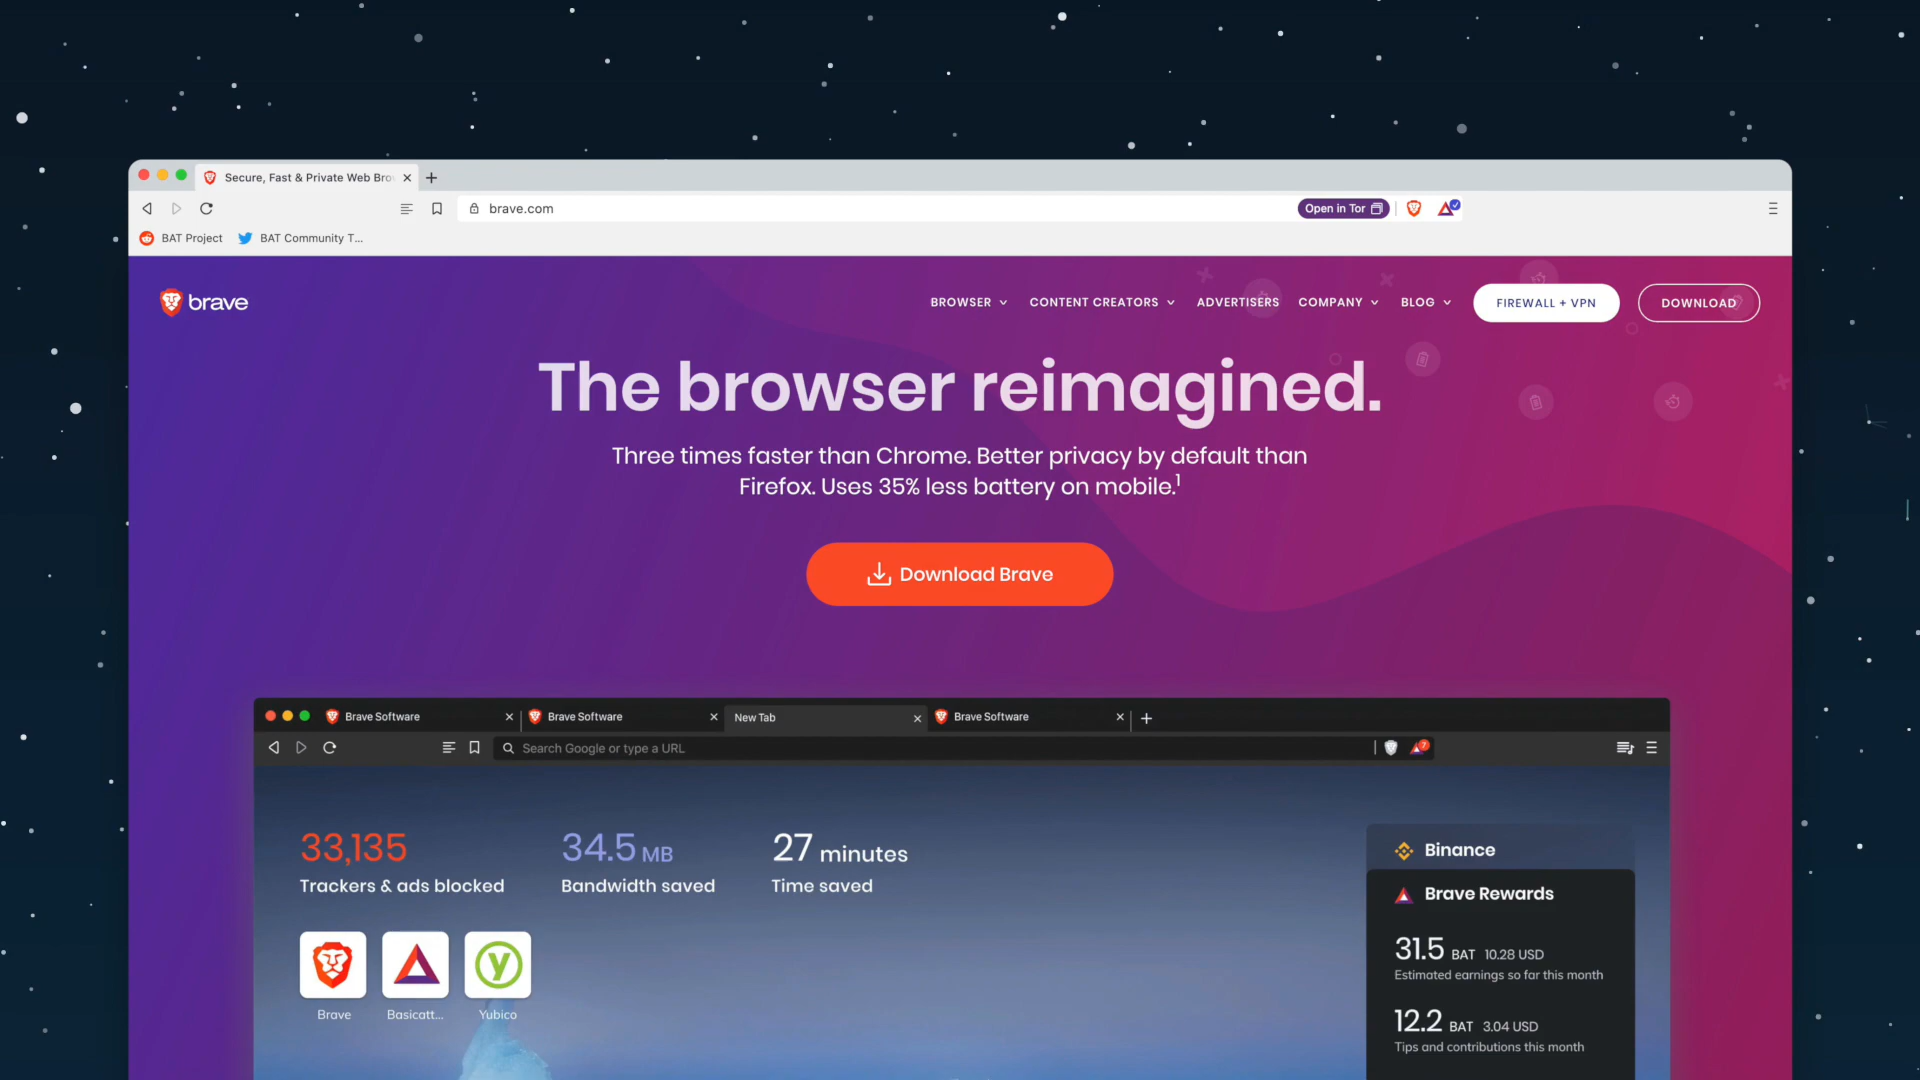 Secure, Fast & Private Web Bro
brave.com
Open in Tor
BAT Project
BAT Community T...
brave
BROWSER
CONTENT CREATORS
ADVERTISERS
COMPANY
BLOG
FIREWALL + VPN
DOWNLOAD
The browser reimagined.
Three times faster than Chrome. Better privacy by default than
Firefox. Uses 35% less battery on mobile.¹
Download Brave
Brave Software
Brave Software
New Tab
Brave Software
Search Google or type a URL
7
33,135
Trackers & ads blocked
34.5 MB
Bandwidth saved
27 minutes
Time saved
Brave
Basicatt...
Yubico
Binance
Brave Rewards
31.5 BAT 10.28 USD
Estimated earnings so far this month
12.2 BAT 3.04 USD
Tips and contributions this month